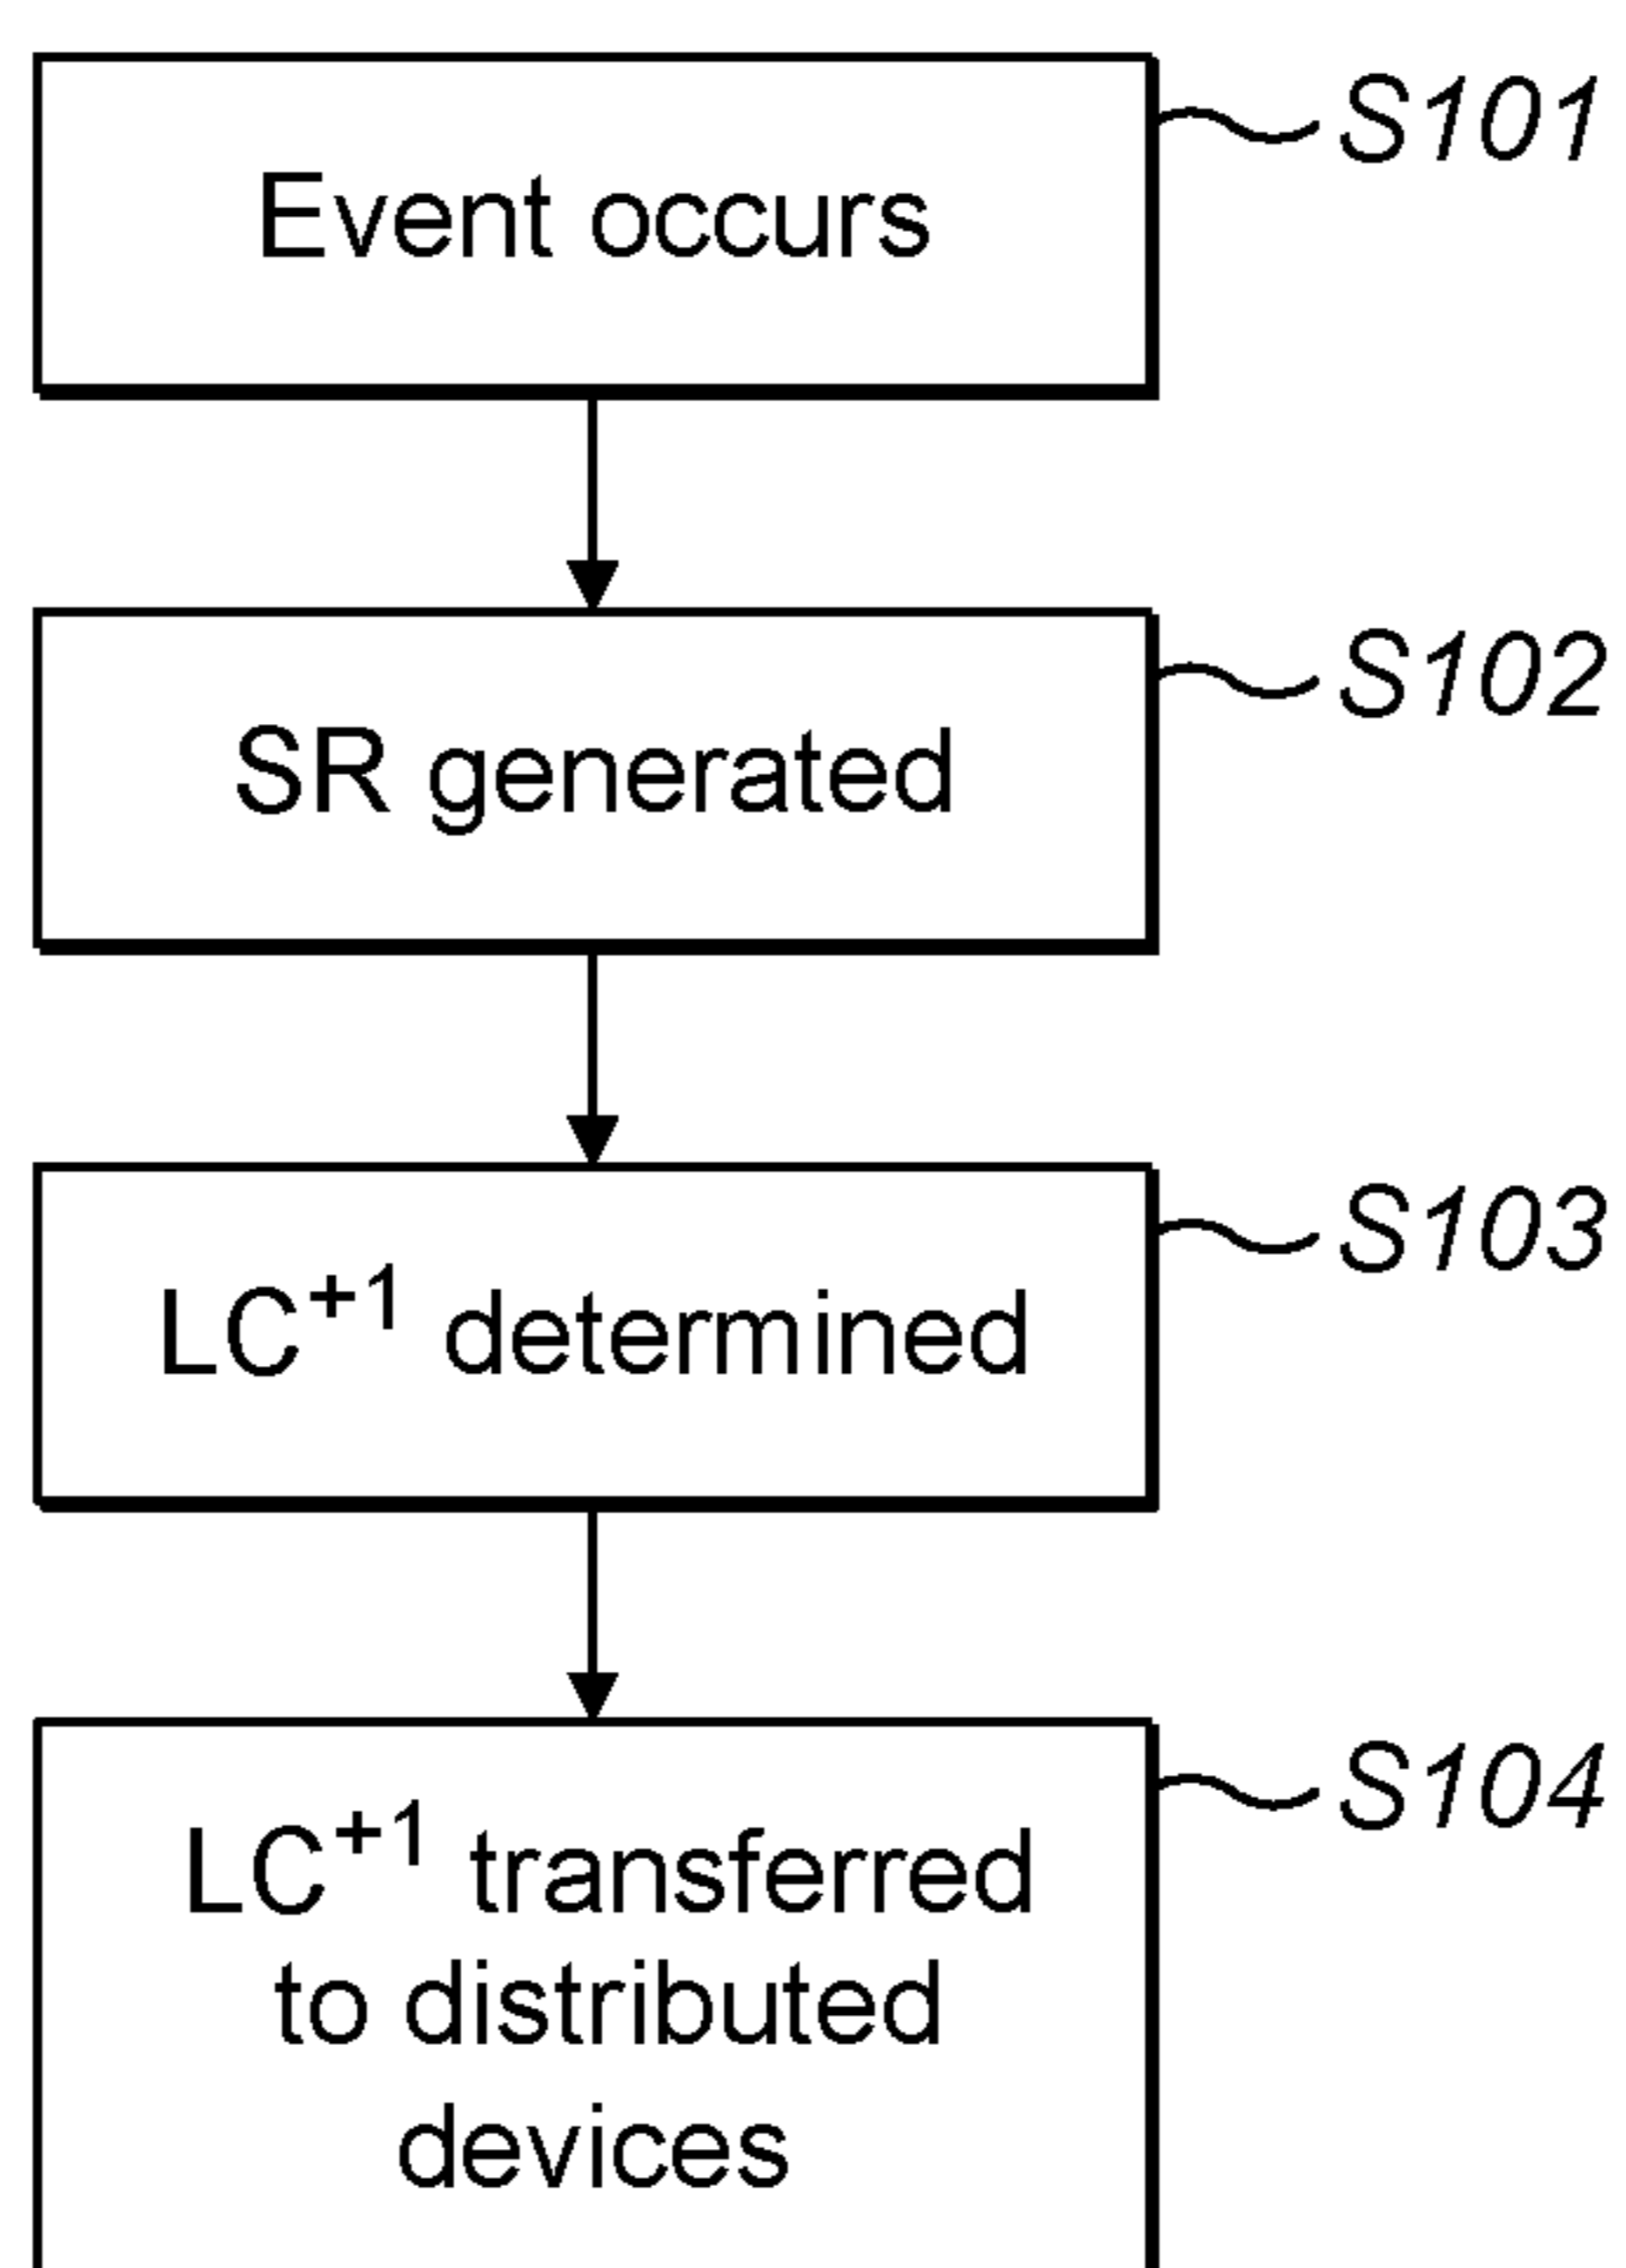 Event occurs
S101
SR generated
S102
LC⁺¹ determined
S103
LC⁺¹ transferred
to distributed
devices
S104